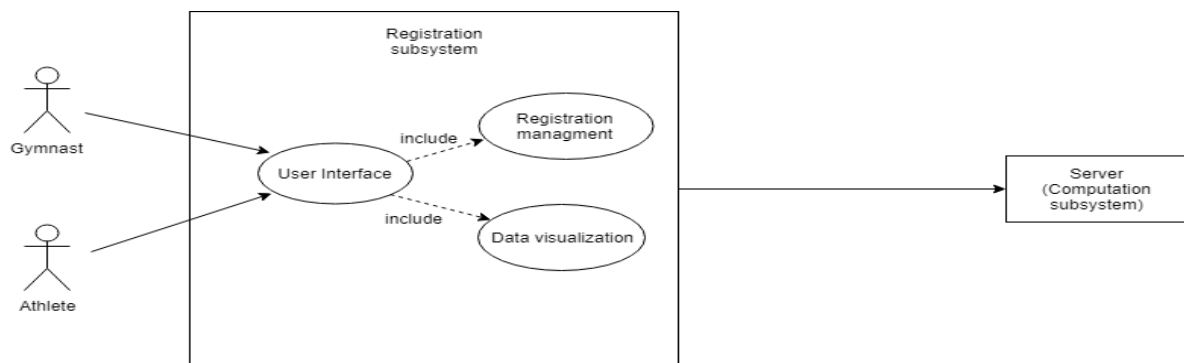 Registration
subsystem
Gymnast
Athlete
User Interface
include
include
Registration
managment
Data visualization
Server
(Computation
subsystem)